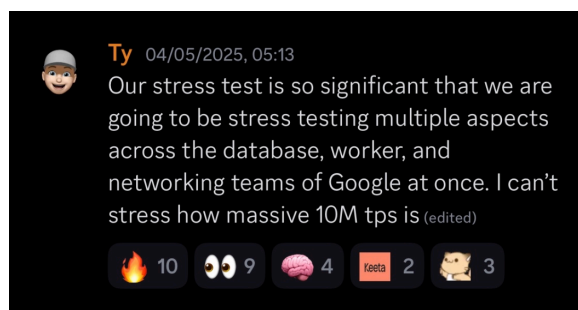 Ty 04/05/2025, 05:13
Our stress test is so significant that we are
going to be stress testing multiple aspects
across the database, worker, and
networking teams of Google at once. I can’t
stress how massive 10M tps is (edited)
10 9 4 Keeta 2 3